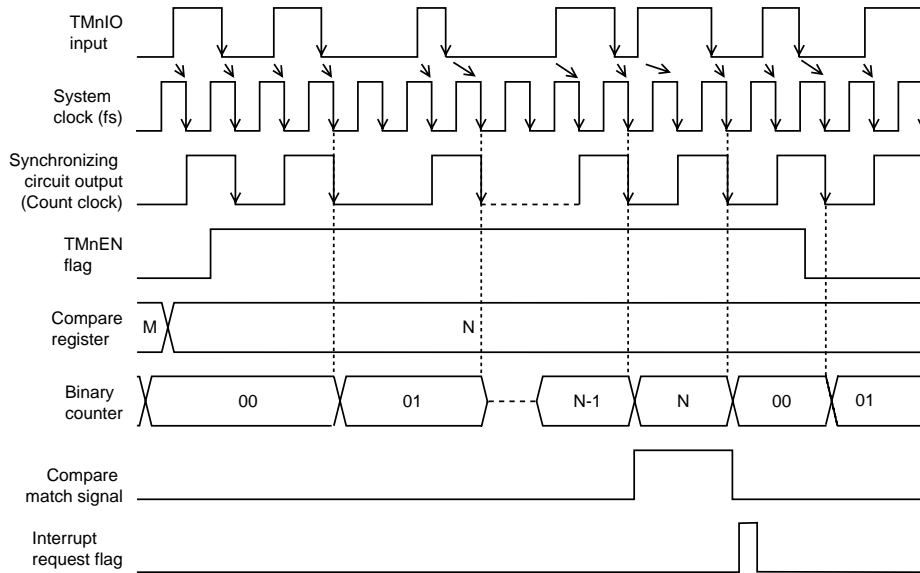 TMnIO
input
System
clock (fs)
Synchronizing
circuit output
(Count clock)
TMnEN
flag
Compare
register
M
N
Binary
counter
00
01
N-1
N
00
01
Compare
match signal
Interrupt
request flag